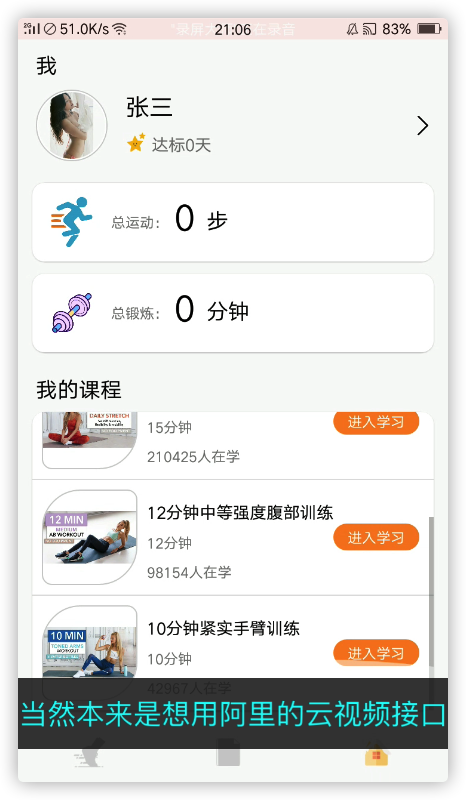 2G 51.0K/s "录屏大 21:06 在录音 83%
我
张三
达标0天
总运动： 0 步
总锻炼： 0 分钟
我的课程
DAILY STRETCH
15分钟
进入学习
210425人在学
12 MIN
MEDIUM
AB WORKOUT
12分钟中等强度腹部训练
12分钟
进入学习
98154人在学
10 MIN
TONED ARMS
WORKOUT
10分钟紧实手臂训练
10分钟
进入学习
42967人在学
当然本来是想用阿里的云视频接口